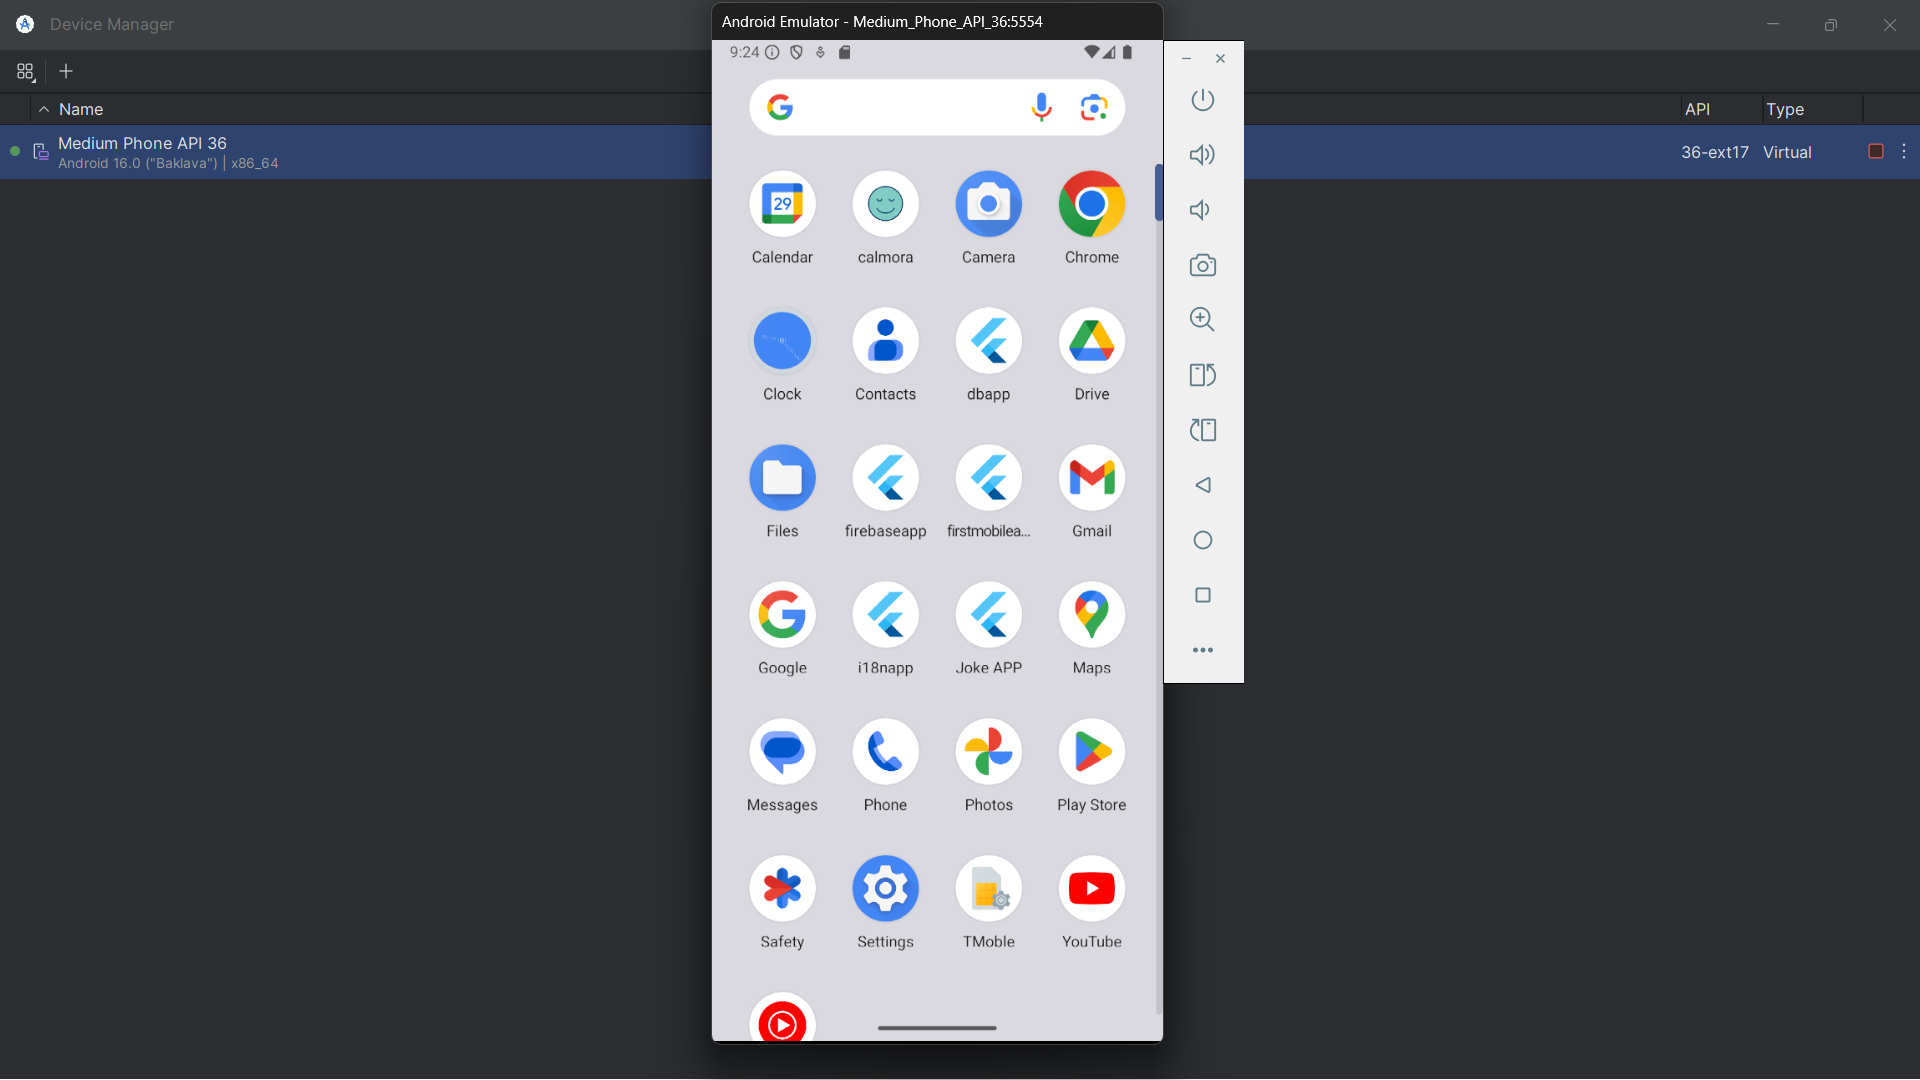 Device Manager
Android Emulator - Medium_Phone_API_36:5554
9:24
Name
API
Type
Medium Phone API 36
Android 16.0 ("Baklava") | x86_64
36-ext17
Virtual
29
Calendar
calmora
Camera
Chrome
Clock
Contacts
dbapp
Drive
Files
firebaseapp
firstmobilea...
Gmail
Google
i18napp
Joke APP
Maps
Messages
Phone
Photos
Play Store
Safety
Settings
TMoble
YouTube